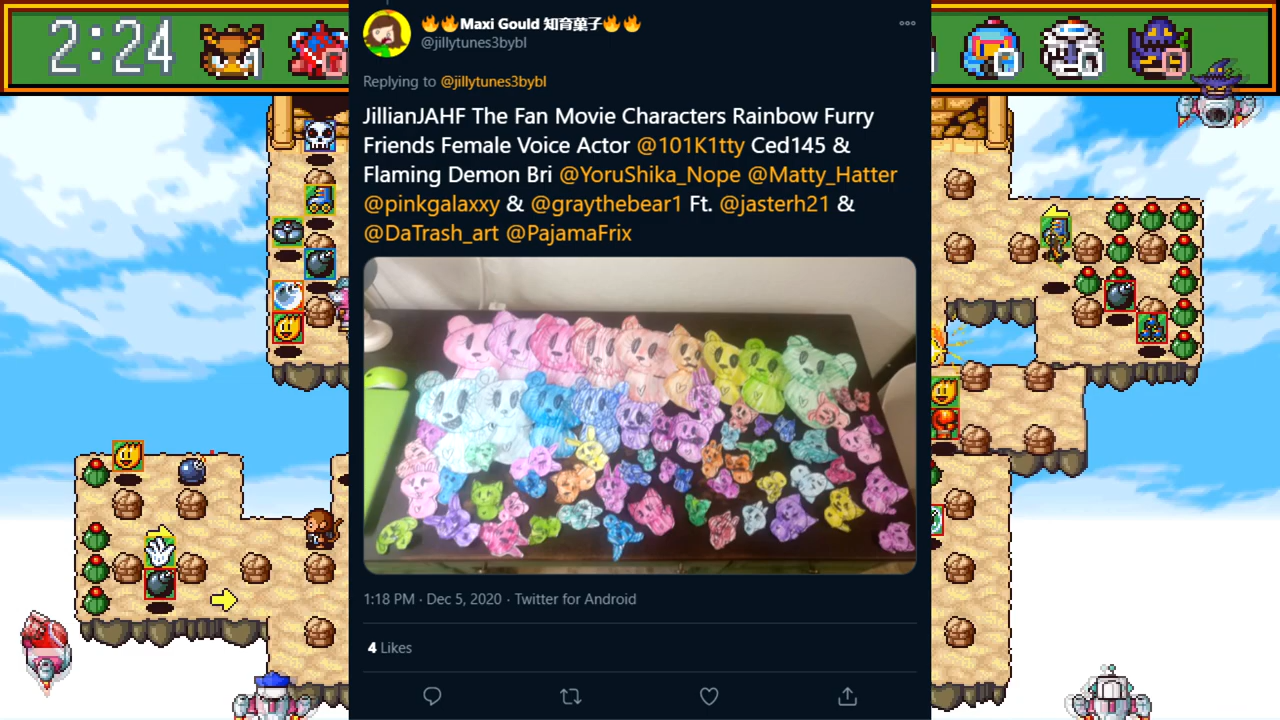 2:24
🔥🔥Maxi Gould 知育菓子🔥🔥
@jillytunes3bybl
Replying to @jillytunes3bybl
JillianJAHF The Fan Movie Characters Rainbow Furry
Friends Female Voice Actor @101K1tty Ced145 &
Flaming Demon Bri @YoruShika_Nope @Matty_Hatter
@pinkgalaxxy & @graythebear1 Ft. @jasterh21 &
@DaTrash_art @PajamaFrix
1:18 PM · Dec 5, 2020 · Twitter for Android
4 Likes